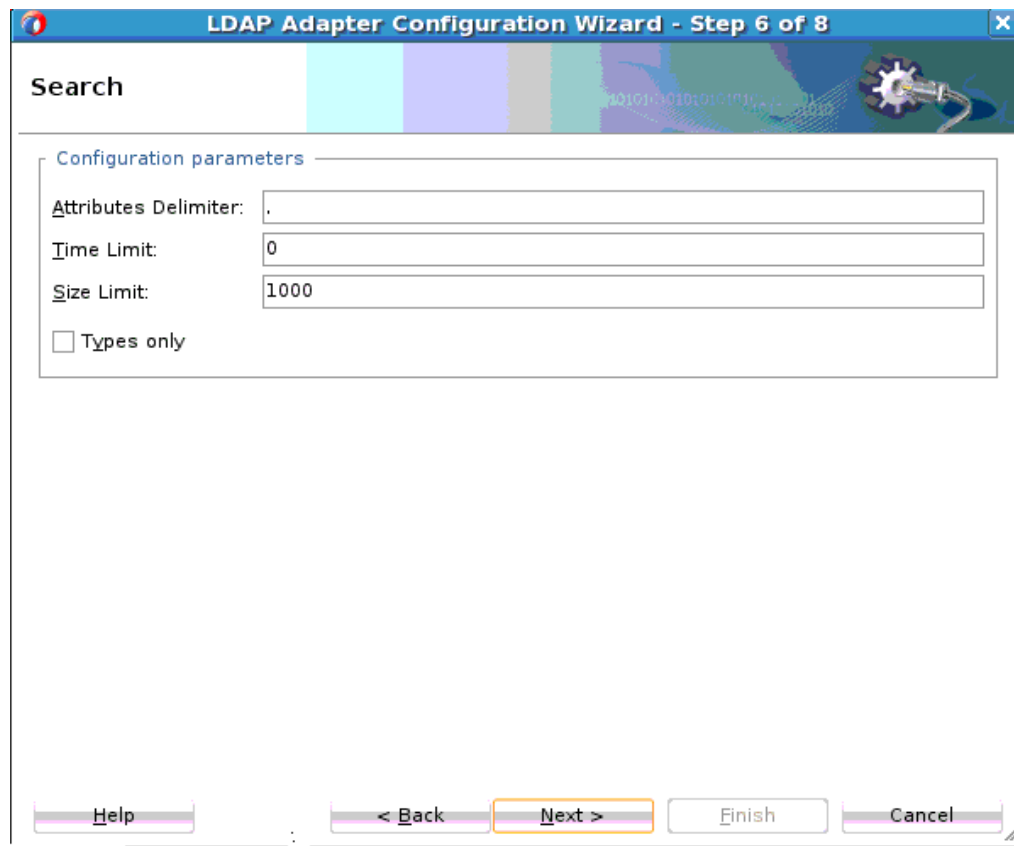 LDAP Adapter Configuration Wizard - Step 6 of 8
Search
Configuration parameters
Attributes Delimiter: .
Time Limit: 0
Size Limit: 1000
Types only
Help < Back Next > Finish Cancel